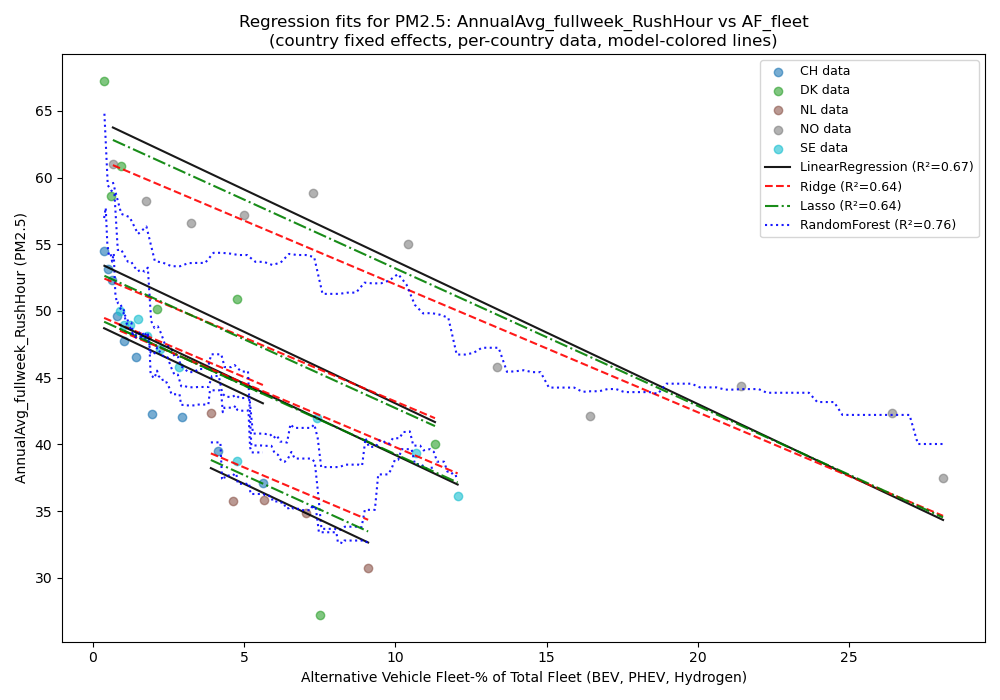 Regression fits for PM2.5: AnnualAvg_fullweek_RushHour vs AF_fleet
(country fixed effects, per-country data, model-colored lines)
CH data
DK data
NL data
NO data
SE data
LinearRegression (R²=0.67)
Ridge (R²=0.64)
Lasso (R²=0.64)
RandomForest (R²=0.76)
AnnualAvg_fullweek_RushHour (PM2.5)
65
60
55
50
45
40
35
30
0 5 10 15 20 25
Alternative Vehicle Fleet-% of Total Fleet (BEV, PHEV, Hydrogen)